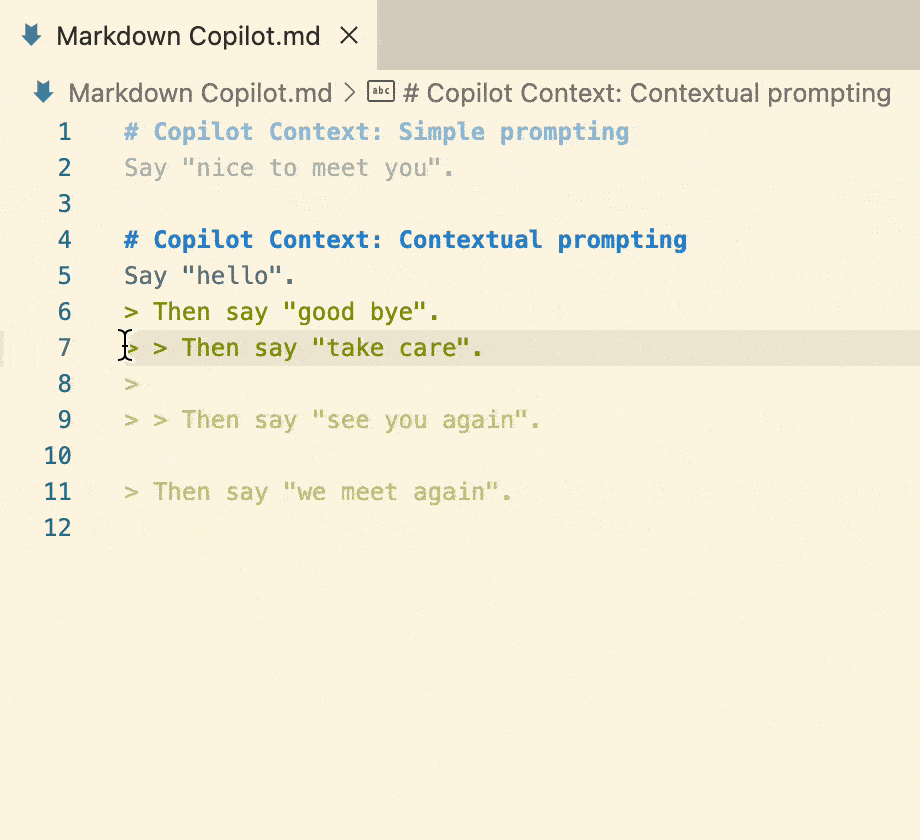 Markdown Copilot.md
Markdown Copilot.md > abc # Copilot Context: Contextual prompting
1 # Copilot Context: Simple prompting
2 Say "nice to meet you".
3
4 # Copilot Context: Contextual prompting
5 Say "hello".
6 > Then say "good bye".
7 > > Then say "take care".
8 >
9 > > Then say "see you again".
10
11 > Then say "we meet again".
12